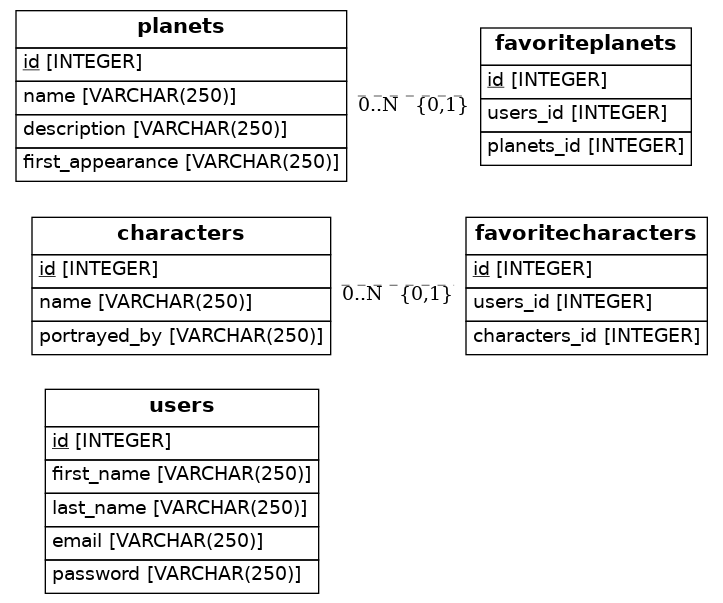 planets
id [INTEGER]
name [VARCHAR(250)]
description [VARCHAR(250)]
first_appearance [VARCHAR(250)]
0..N {0,1}
favoriteplanets
id [INTEGER]
users_id [INTEGER]
planets_id [INTEGER]
characters
id [INTEGER]
name [VARCHAR(250)]
portrayed_by [VARCHAR(250)]
0..N {0,1}
favoritecharacters
id [INTEGER]
users_id [INTEGER]
characters_id [INTEGER]
users
id [INTEGER]
first_name [VARCHAR(250)]
last_name [VARCHAR(250)]
email [VARCHAR(250)]
password [VARCHAR(250)]